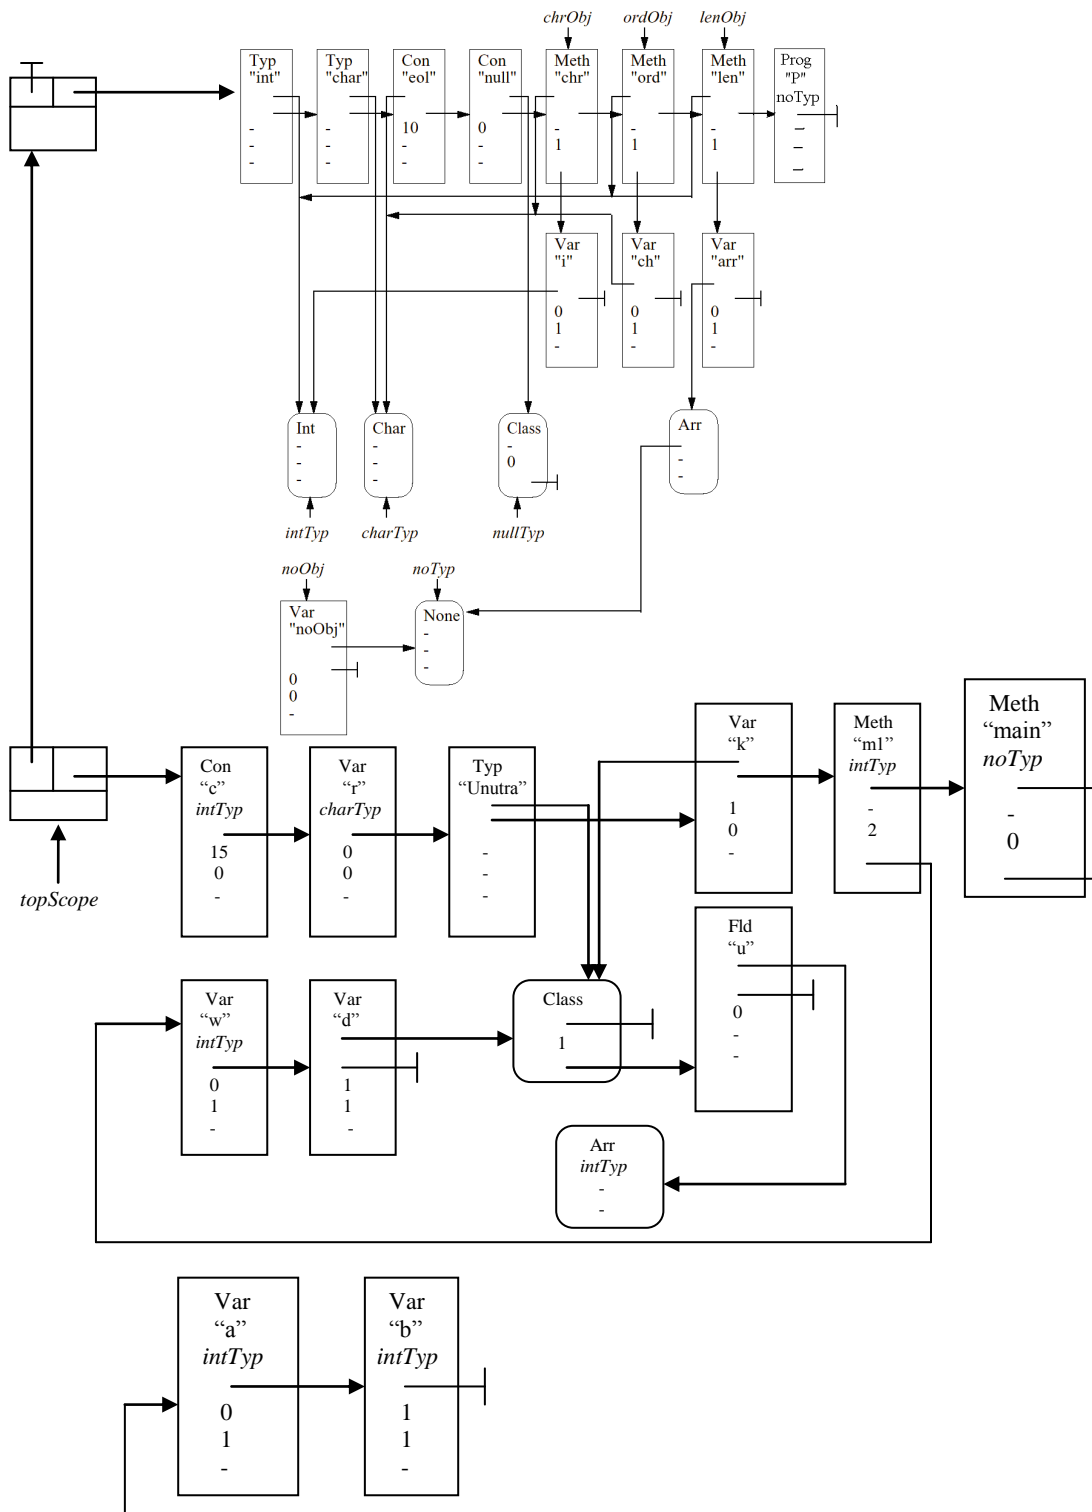 chrObj
ordObj
lenObj
Typ
"int"
-
-
-
Typ
"char"
-
-
-
Con
"eol"
10
-
-
Con
"null"
0
-
-
Meth
"chr"
-
1
Meth
"ord"
-
1
Meth
"len"
-
1
Prog
"P"
noTyp
–
–
–
Var
"i"
0
1
-
Var
"ch"
0
1
-
Var
"arr"
0
1
-
Int
-
-
-
Char
-
-
-
Class
-
0
Arr
-
-
intTyp
charTyp
nullTyp
noObj
noTyp
Var
"noObj"
0
0
-
None
-
-
-
topScope
Con
“c”
intTyp
15
0
-
Var
“r”
charTyp
0
0
-
Typ
“Unutra”
-
-
-
Var
“k”
1
0
-
Meth
“m1”
intTyp
-
2
Meth
“main”
noTyp
-
0
Var
“w”
intTyp
0
1
-
Var
“d”
1
1
-
Class
1
Fld
“u”
0
-
-
Arr
intTyp
-
-
Var
“a”
intTyp
0
1
-
Var
“b”
intTyp
1
1
-